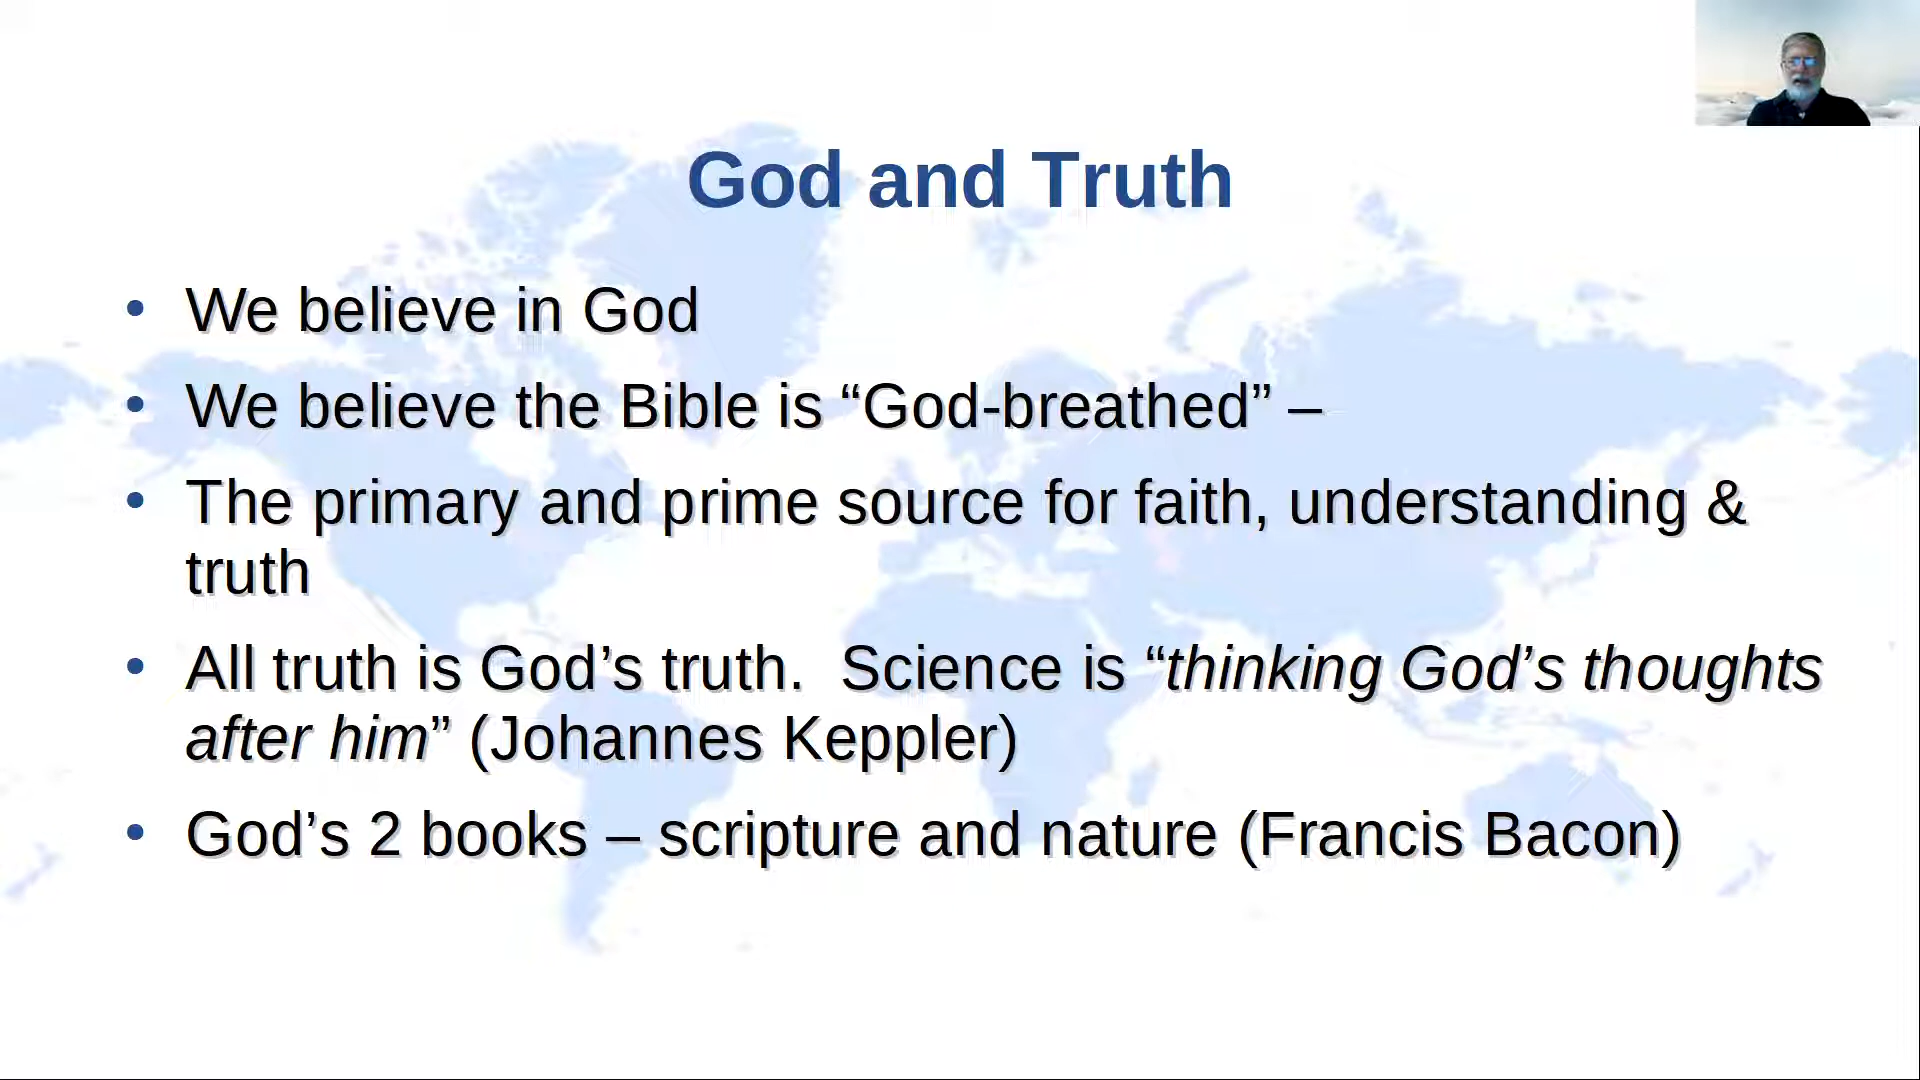 God and Truth
• We believe in God
• We believe the Bible is “God-breathed” –
• The primary and prime source for faith, understanding &
truth
• All truth is God’s truth.  Science is “thinking God’s thoughts
after him” (Johannes Keppler)
• God’s 2 books – scripture and nature (Francis Bacon)